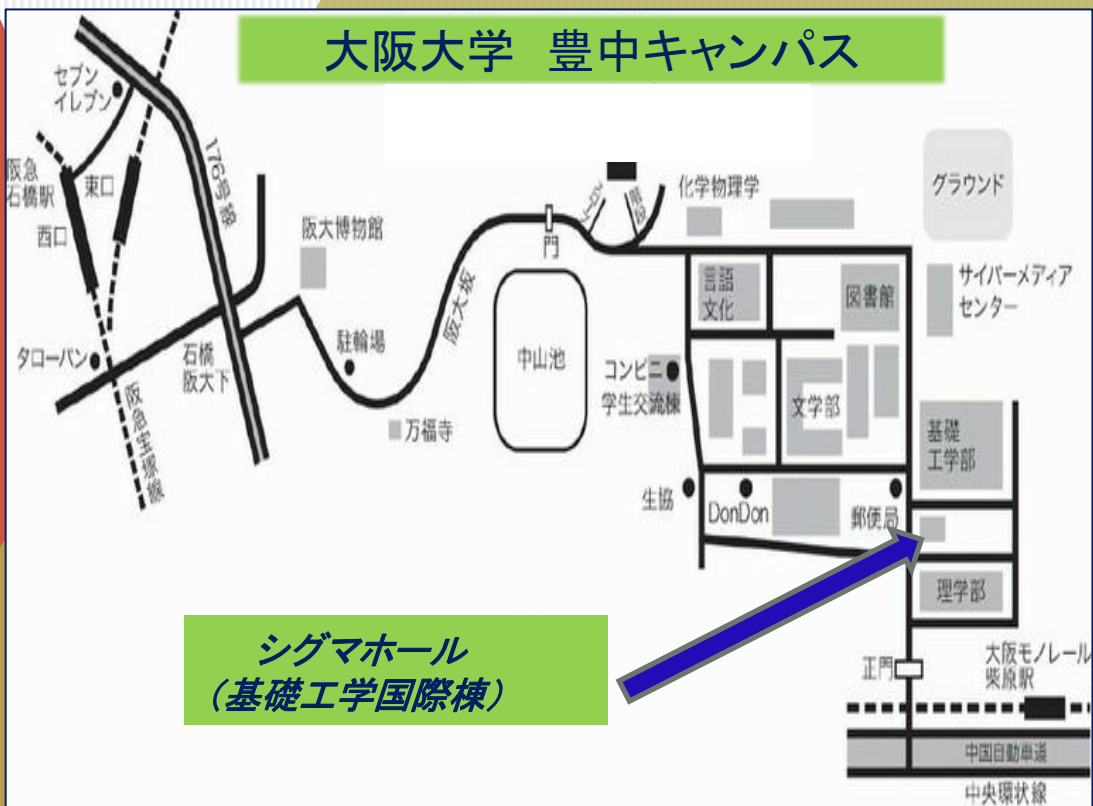 大阪大学 豊中キャンパス
セブン
イレブン
176号線
阪急
石橋駅
東口
西口
阪大博物館
門
化学物理学
グラウンド
言語
文化
図書館
サイバーメディア
センター
阪大坂
駐輪場
中山池
タローパン
石橋
阪大下
阪急宝塚線
万福寺
コンビニ
学生交流棟
文学部
基礎
工学部
生協
DonDon
郵便局
理学部
シグマホール
(基礎工学国際棟)
正門
大阪モノレール
柴原駅
中国自動車道
中央環状線